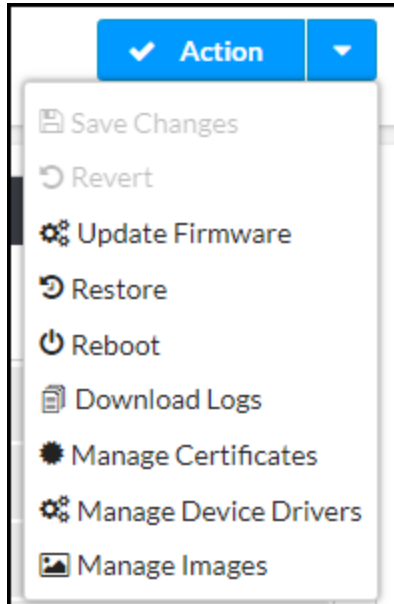 Action
Save Changes
Revert
Update Firmware
Restore
Reboot
Download Logs
Manage Certificates
Manage Device Drivers
Manage Images